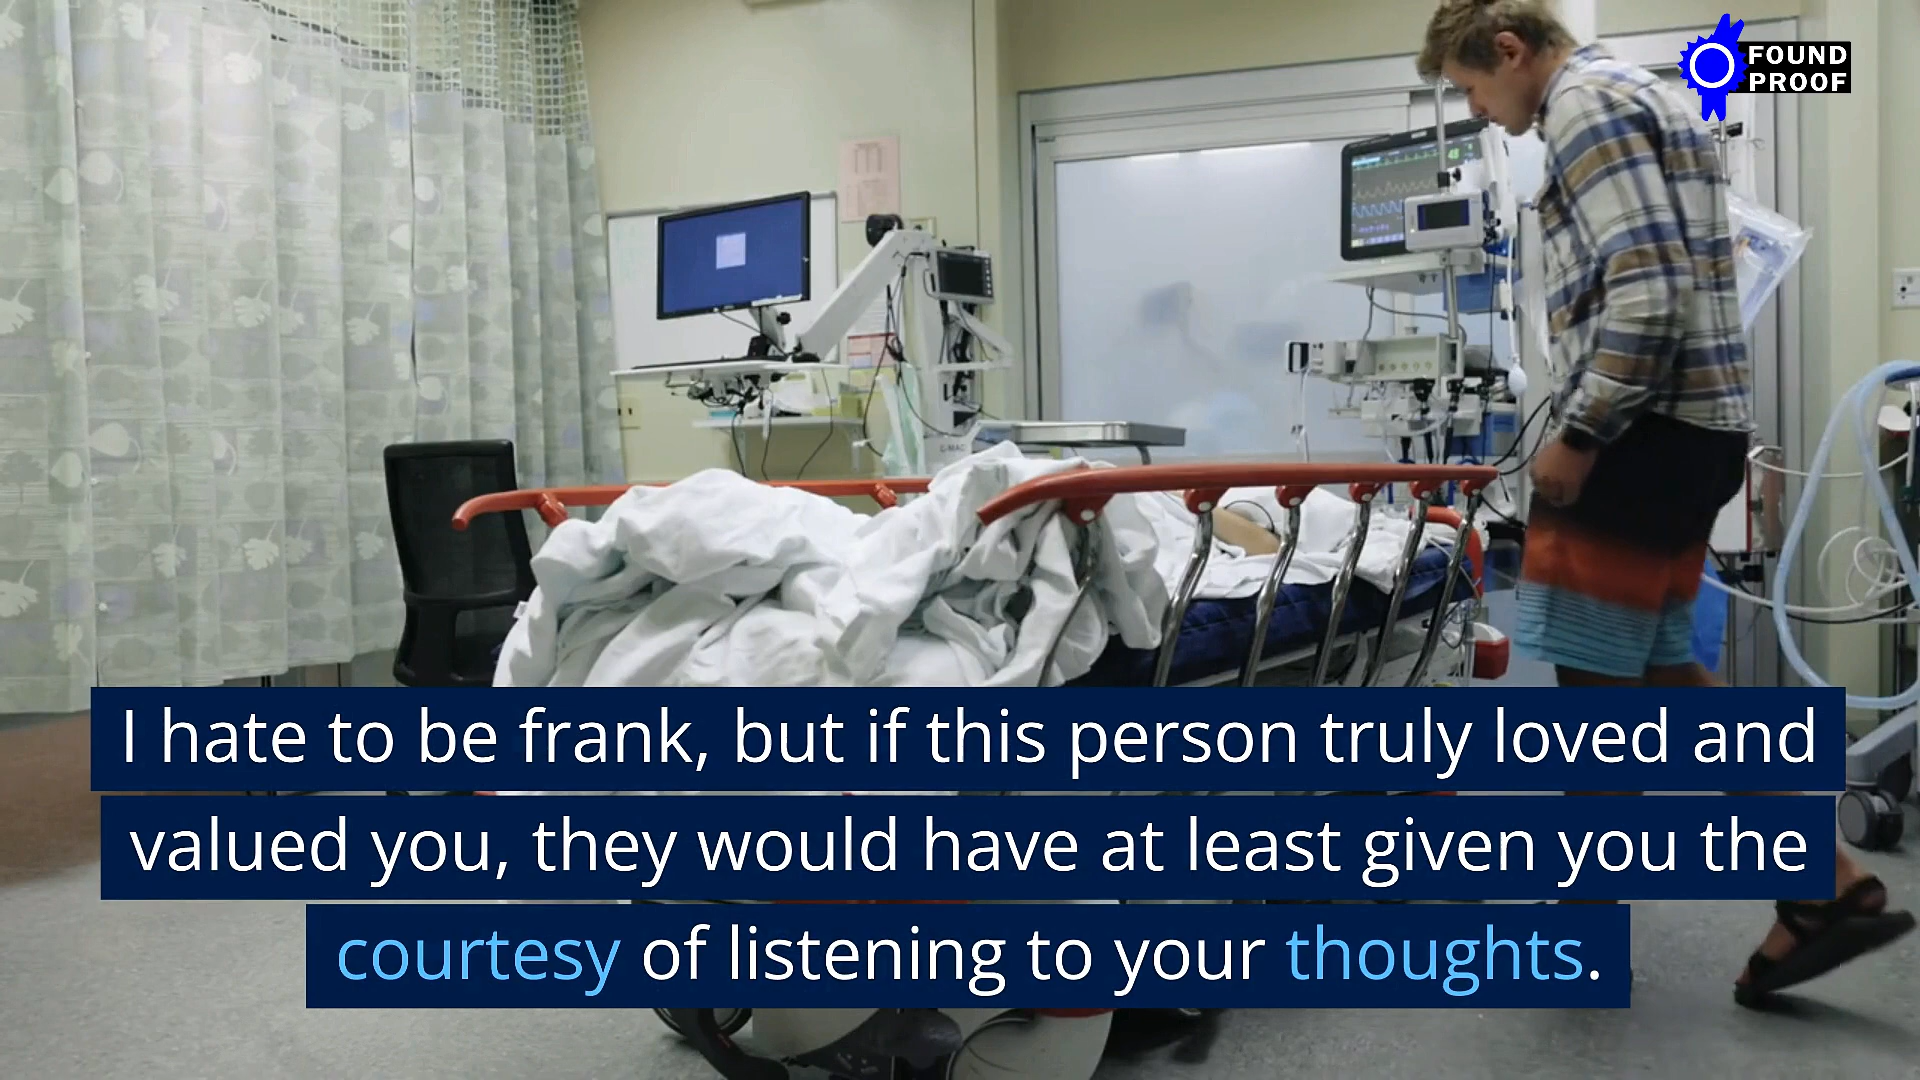 FOUND
PROOF
I hate to be frank, but if this person truly loved and
valued you, they would have at least given you the
courtesy of listening to your thoughts.